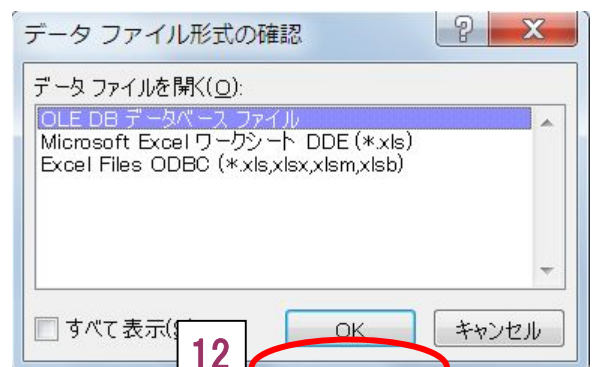 データ ファイル形式の確認
データ ファイルを開く(O):
OLE DB データベース ファイル
Microsoft Excel ワークシート DDE (*.xls)
Excel Files ODBC (*.xls,xlsx,xlsm,xlsb)
すべて表示( OK キャンセル
12